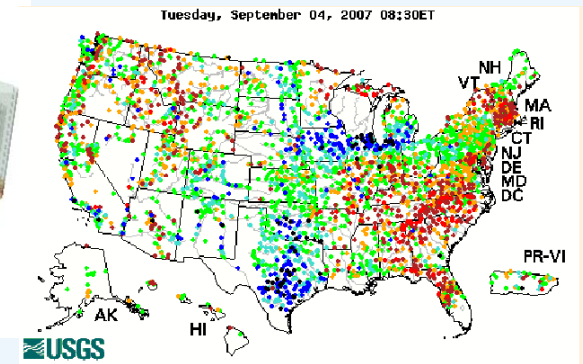 Tuesday, September 04, 2007 08:30ET
NH
VT
MA
RI
CT
NJ
DE
MD
DC
PR-VI
AK
HI
USGS